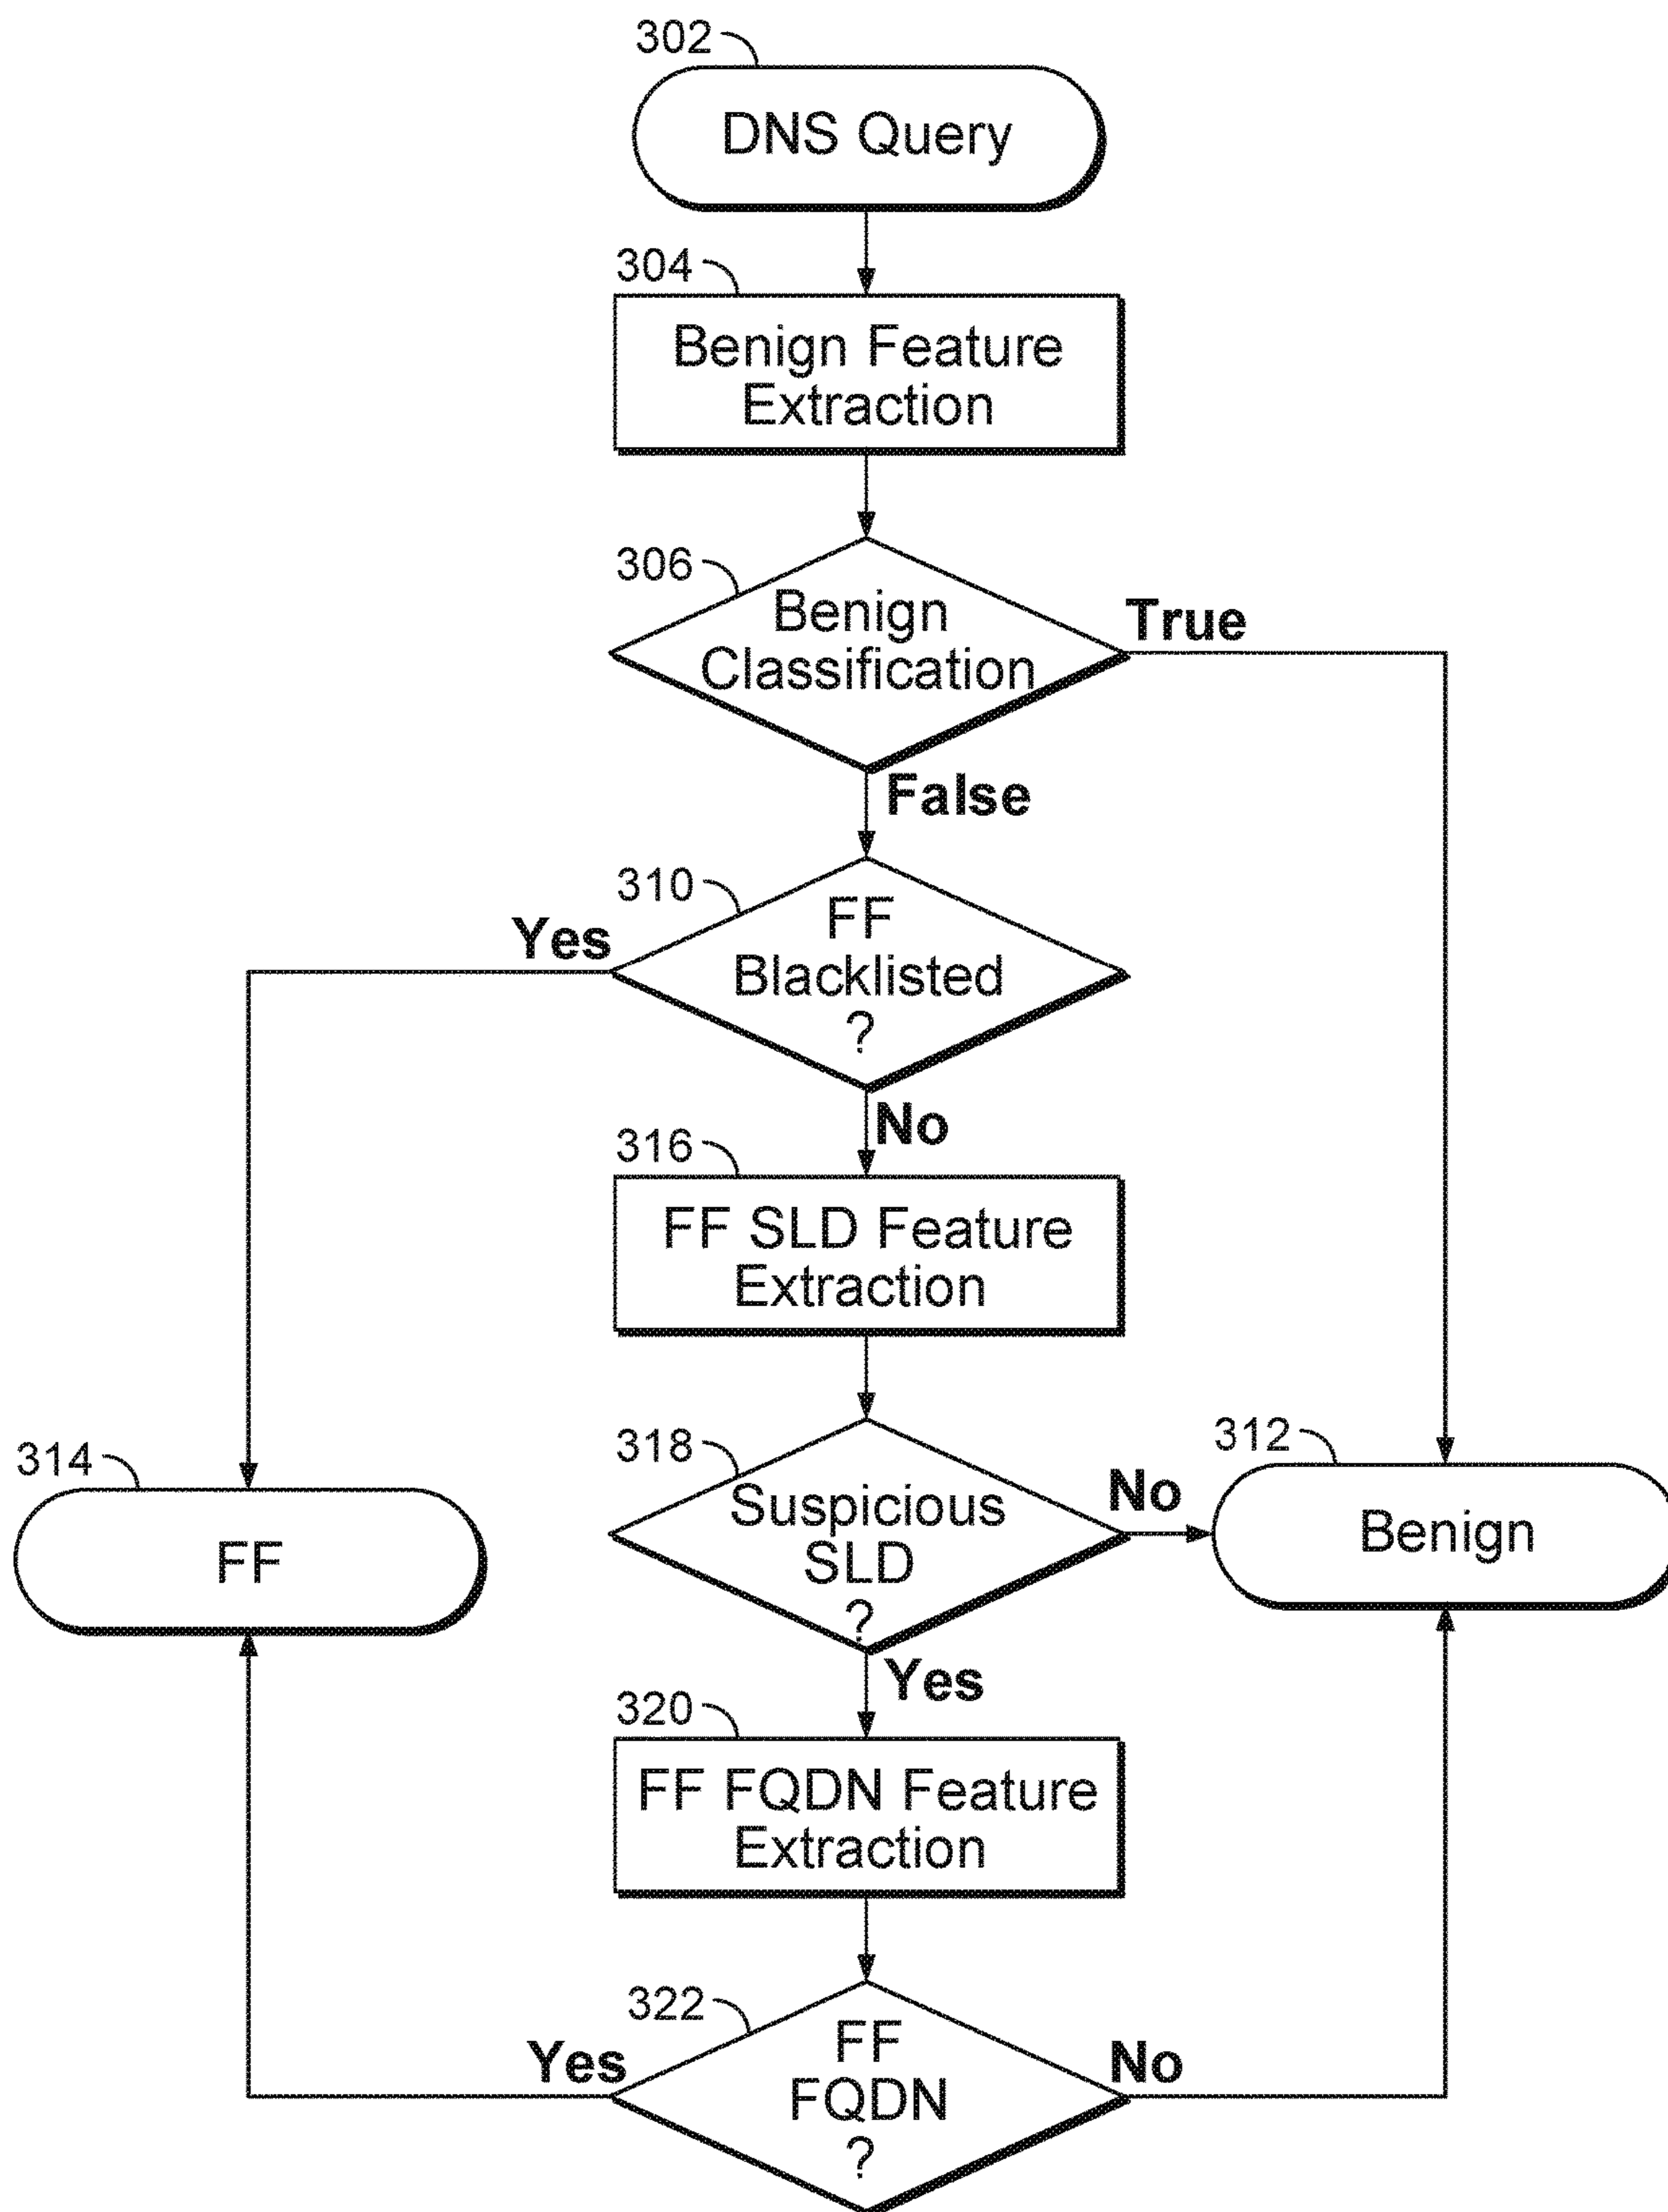 302
DNS Query
304
Benign Feature
Extraction
306
Benign
Classification
True
False
310
FF
Blacklisted
?
Yes
No
316
FF SLD Feature
Extraction
318
Suspicious
SLD
?
No
312
Benign
314
FF
Yes
320
FF FQDN Feature
Extraction
322
FF
FQDN
?
Yes
No